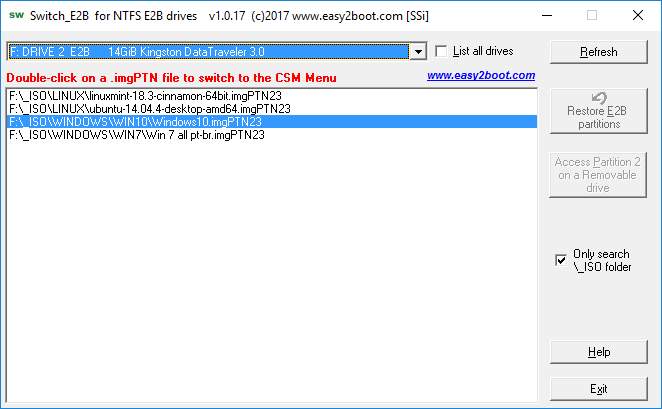 SW Switch_E2B for NTFS E2B drives v1.0.17 (c)2017 www.easy2boot.com [SSi]
F: DRIVE 2 E2B 14GiB Kingston DataTraveler 3.0
List all drives
Refresh
Double-click on a .imgPTN file to switch to the CSM Menu
www.easy2boot.com
F:\_ISO\LINUX\linuxmint-18.3-cinnamon-64bit.imgPTN23
F:\_ISO\LINUX\ubuntu-14.04.4-desktop-amd64.imgPTN23
F:\_ISO\WINDOWS\WIN10\Windows10.imgPTN23
F:\_ISO\WINDOWS\WIN7\Win 7 all pt-br.imgPTN23
Restore E2B
partitions
Access Partition 2
on a Removable
drive
Only search
\_ISO folder
Help
Exit